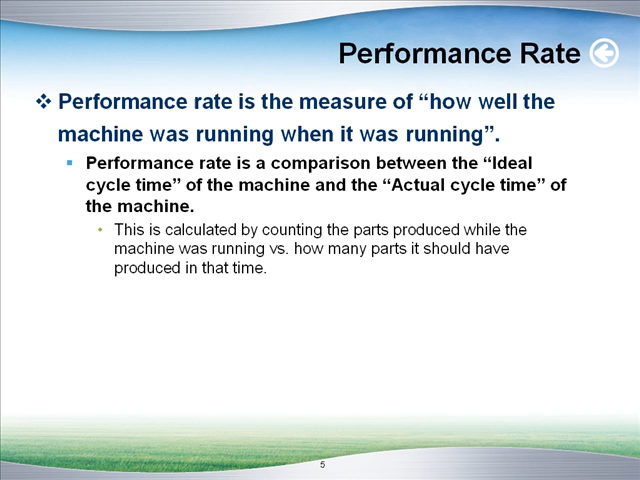 Performance Rate
Performance rate is the measure of “how well the
machine was running when it was running”.
Performance rate is a comparison between the “Ideal
cycle time” of the machine and the “Actual cycle time” of
the machine.
This is calculated by counting the parts produced while the
machine was running vs. how many parts it should have
produced in that time.
5